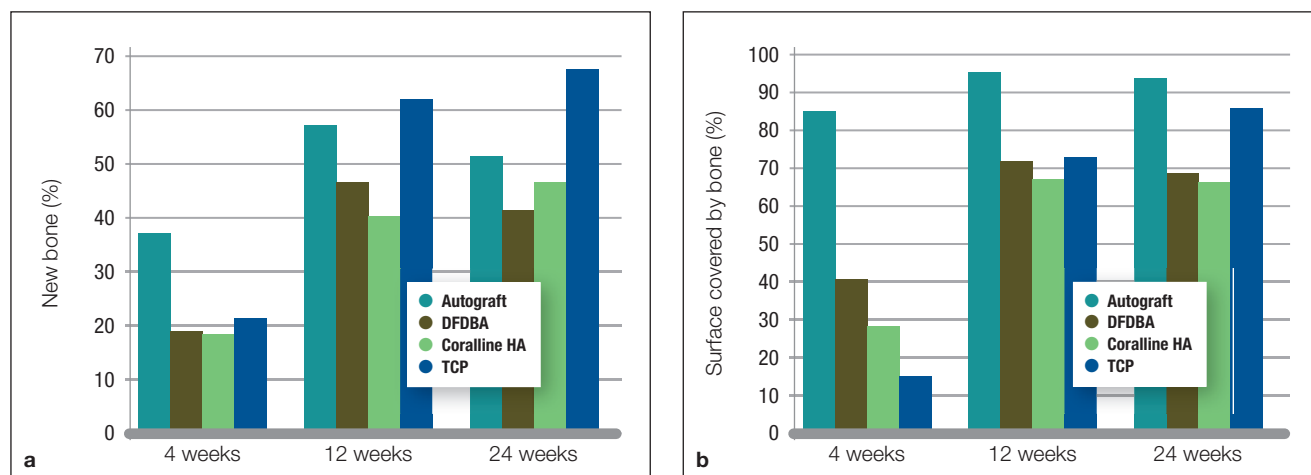 New bone (%)
70
60
50
40
30
20
10
0
Autograft
DFDBA
Coralline HA
TCP
4 weeks 12 weeks 24 weeks
a
Surface covered by bone (%)
100
90
80
70
60
50
40
30
20
10
0
Autograft
DFDBA
Coralline HA
TCP
4 weeks 12 weeks 24 weeks
b